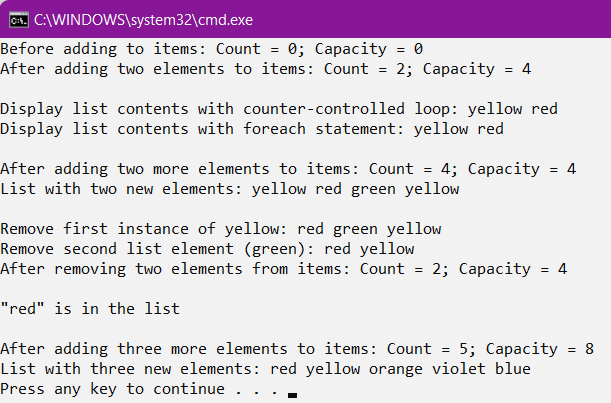 C:\WINDOWS\system32\cmd.exe
Before adding to items: Count = 0; Capacity = 0
After adding two elements to items: Count = 2; Capacity = 4
Display list contents with counter-controlled loop: yellow red
Display list contents with foreach statement: yellow red
After adding two more elements to items: Count = 4; Capacity = 4
List with two new elements: yellow red green yellow
Remove first instance of yellow: red green yellow
Remove second list element (green): red yellow
After removing two elements from items: Count = 2; Capacity = 4
"red" is in the list
After adding three more elements to items: Count = 5; Capacity = 8
List with three new elements: red yellow orange violet blue
Press any key to continue . . .